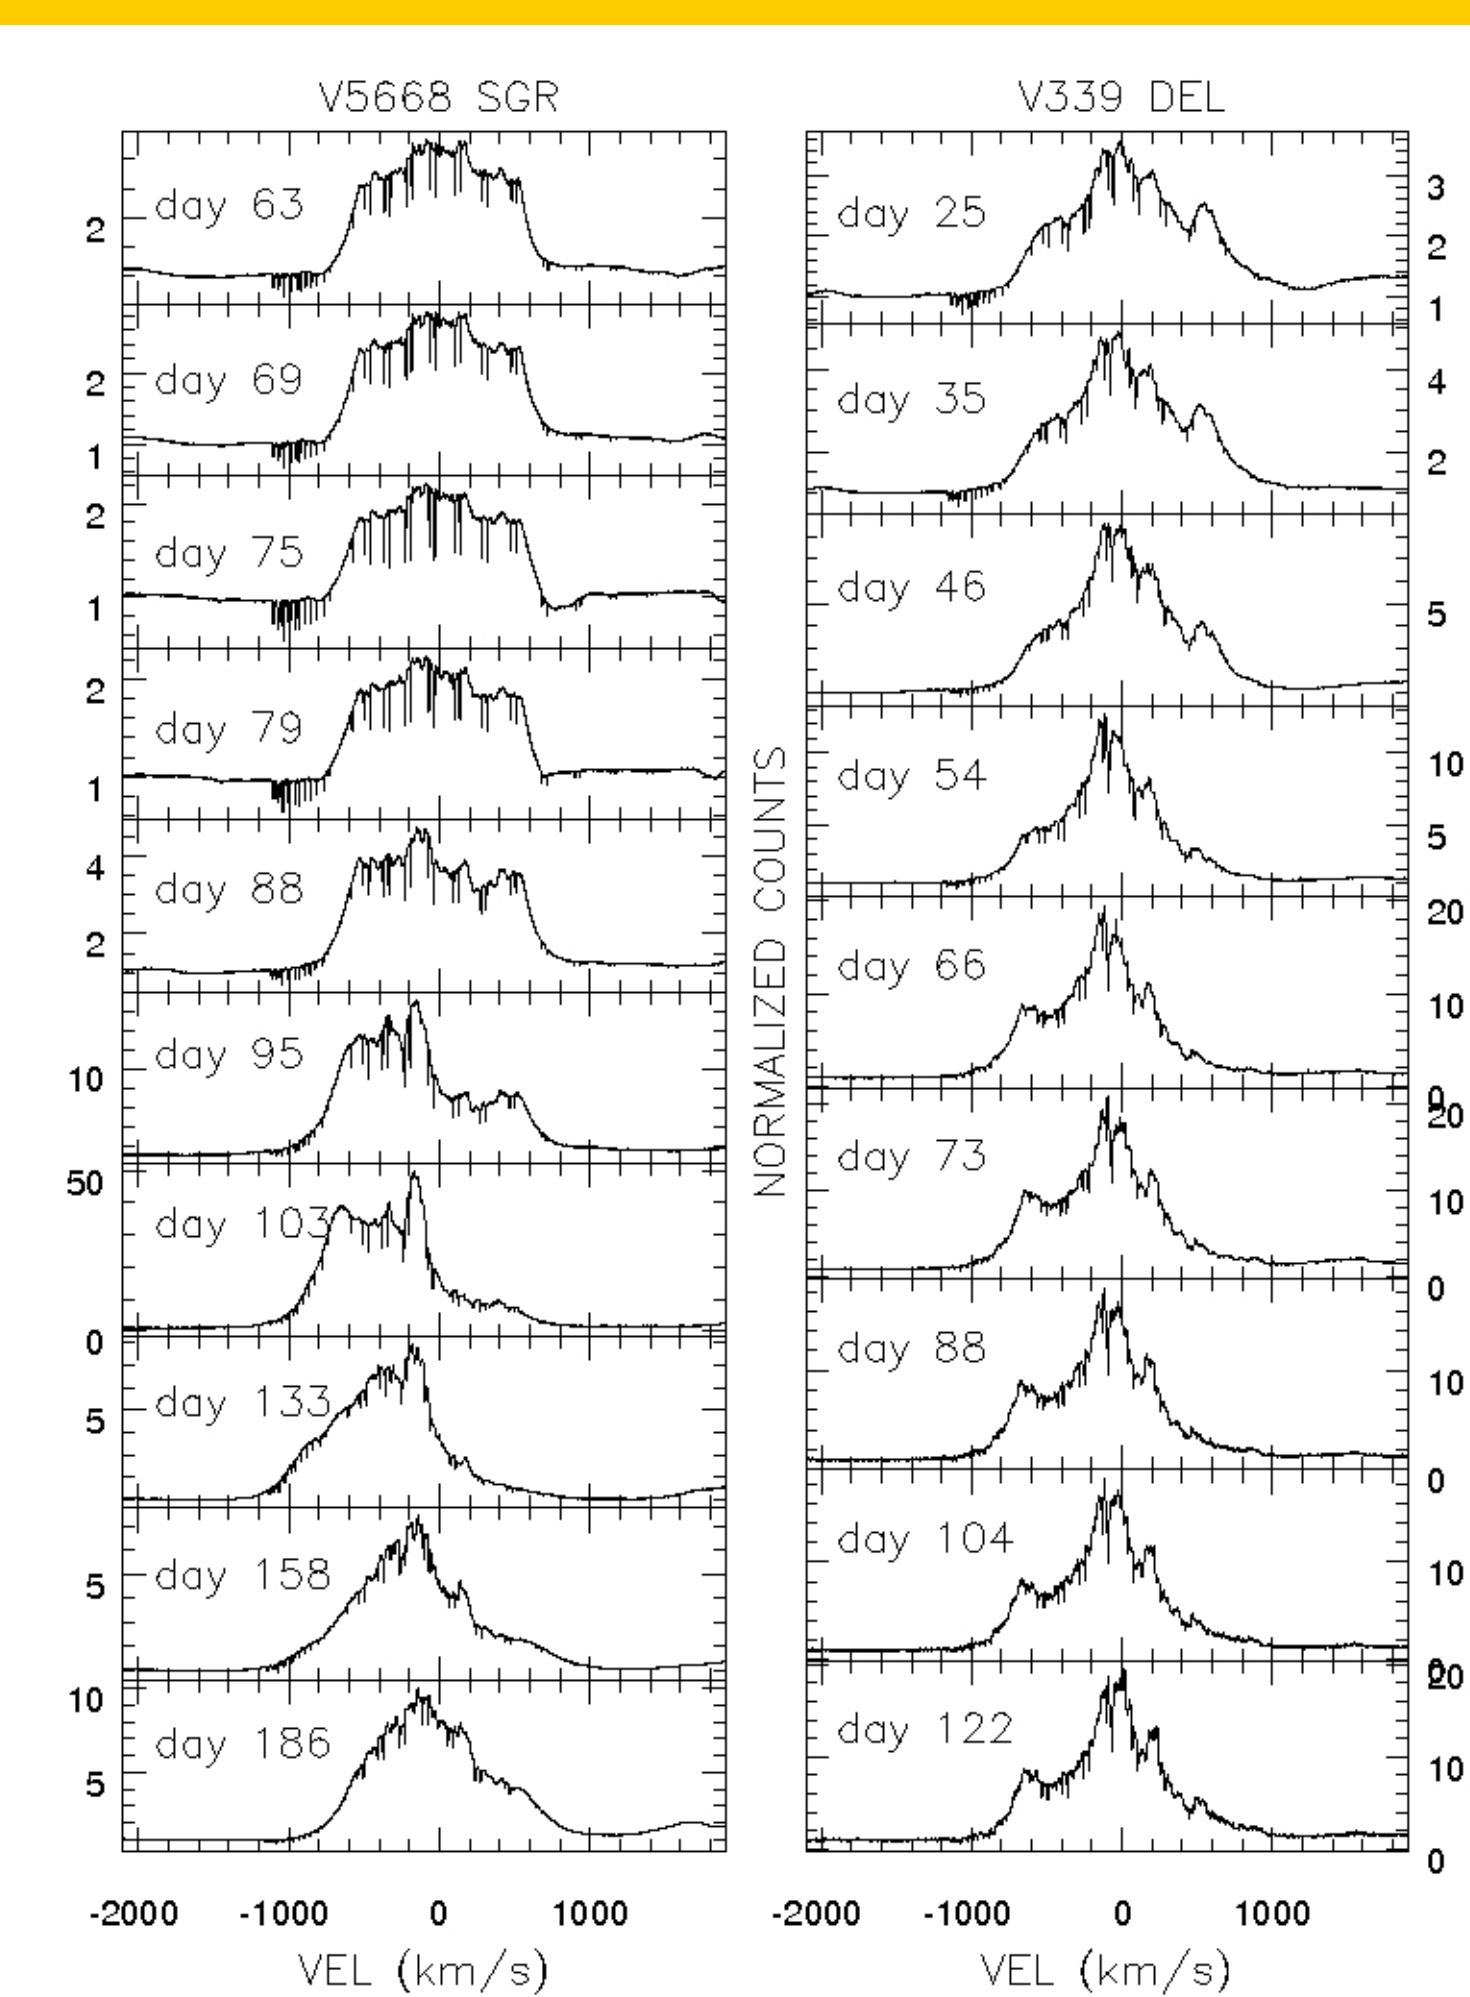 V5668 SGR
day 63
2
day 69
2
1
day 75
2
1
day 79
2
1
day 88
4
2
day 95
10
day 103
50
0
day 133
5
day 158
5
day 186
10
5
-2000 -1000 0 1000
VEL (km/s)
NORMALIZED COUNTS
V339 DEL
day 25
3
2
1
day 35
4
2
day 46
5
day 54
10
5
day 66
20
10
0
day 73
20
10
0
day 88
10
0
day 104
10
0
day 122
20
10
0
-2000 -1000 0 1000
VEL (km/s)